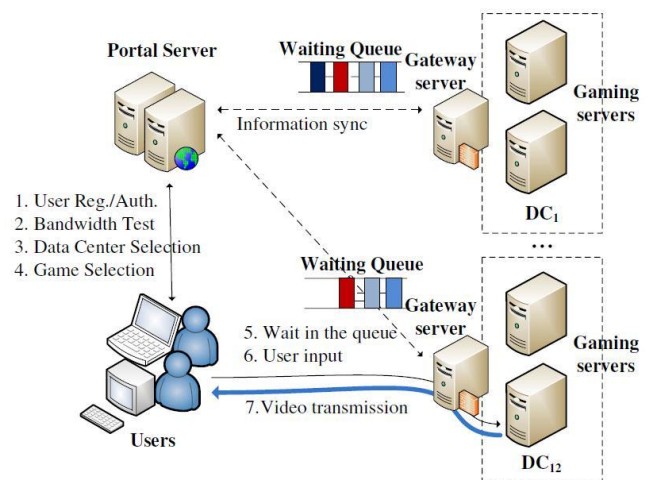 Portal Server
Waiting Queue
Gateway
server
Gaming
servers
Information sync
DC1
...
1. User Reg./Auth.
2. Bandwidth Test
3. Data Center Selection
4. Game Selection
Waiting Queue
Gateway
server
Gaming
servers
5. Wait in the queue
6. User input
7.Video transmission
Users
DC12